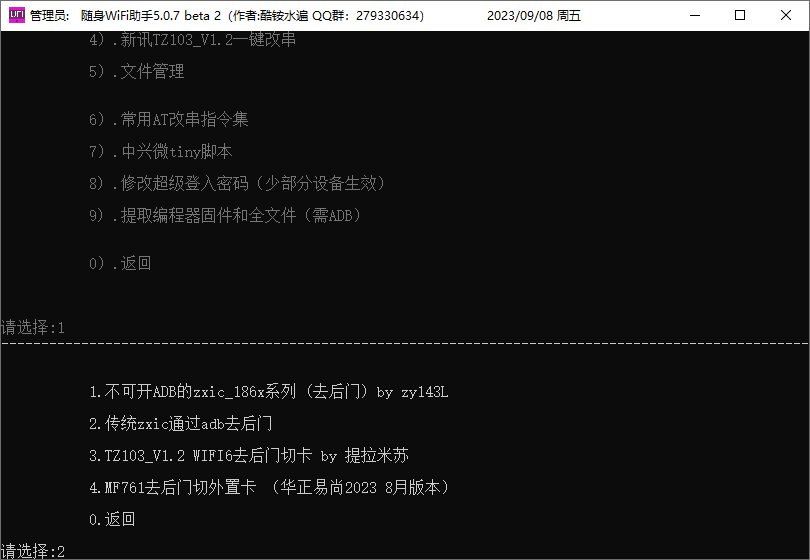 UFI
管理员: 随身WiFi助手5.0.7 beta 2 (作者:酷铵水遍 QQ群: 279330634) 2023/09/08 周五
4）.新讯TZ103_V1.2一键改串
5）.文件管理
6）.常用AT改串指令集
7）.中兴微tiny脚本
8）.修改超级登入密码（少部分设备生效）
9）.提取编程器固件和全文件（需ADB）
0）.返回
请选择:1
1.不可开ADB的zxic_186x系列（去后门）by zy143L
2.传统zxic通过adb去后门
3.TZ103_V1.2 WIFI6去后门切卡 by 提拉米苏
4.MF761去后门切外置卡 （华正易尚2023 8月版本）
0.返回
请选择:2